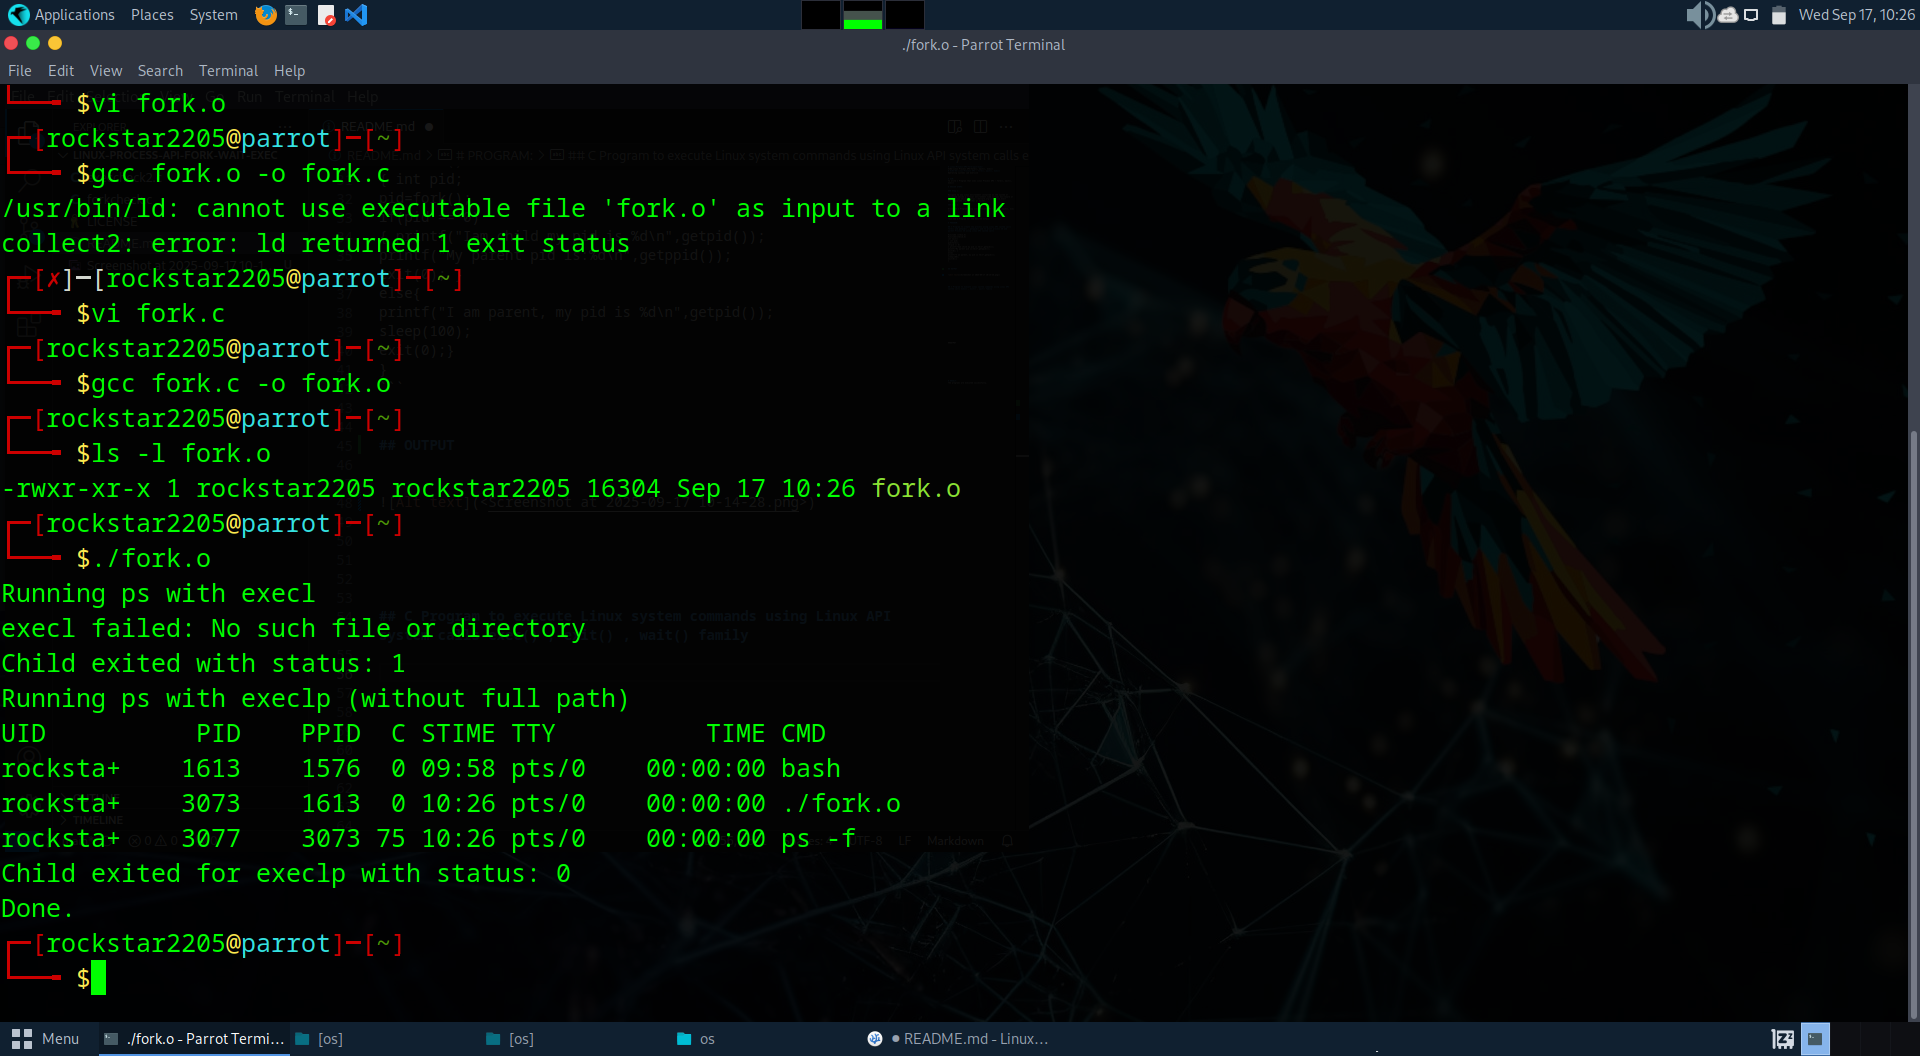 Applications Places System
Wed Sep 17, 10:26
./fork.o - Parrot Terminal
File Edit View Search Terminal Help
$vi fork.o
[rockstar2205@parrot]─[~]
$gcc fork.o -o fork.c
/usr/bin/ld: cannot use executable file 'fork.o' as input to a link
collect2: error: ld returned 1 exit status
[✗]─[rockstar2205@parrot]─[~]
$vi fork.c
[rockstar2205@parrot]─[~]
$gcc fork.c -o fork.o
[rockstar2205@parrot]─[~]
$ls -l fork.o
-rwxr-xr-x 1 rockstar2205 rockstar2205 16304 Sep 17 10:26 fork.o
[rockstar2205@parrot]─[~]
$./fork.o
Running ps with execl
execl failed: No such file or directory
Child exited with status: 1
Running ps with execlp (without full path)
UID PID PPID C STIME TTY TIME CMD
rocksta+ 1613 1576 0 09:58 pts/0 00:00:00 bash
rocksta+ 3073 1613 0 10:26 pts/0 00:00:00 ./fork.o
rocksta+ 3077 3073 75 10:26 pts/0 00:00:00 ps -f
Child exited for execlp with status: 0
Done.
[rockstar2205@parrot]─[~]
$
Menu ./fork.o - Parrot Termi... [os] [os] os README.md - Linux...